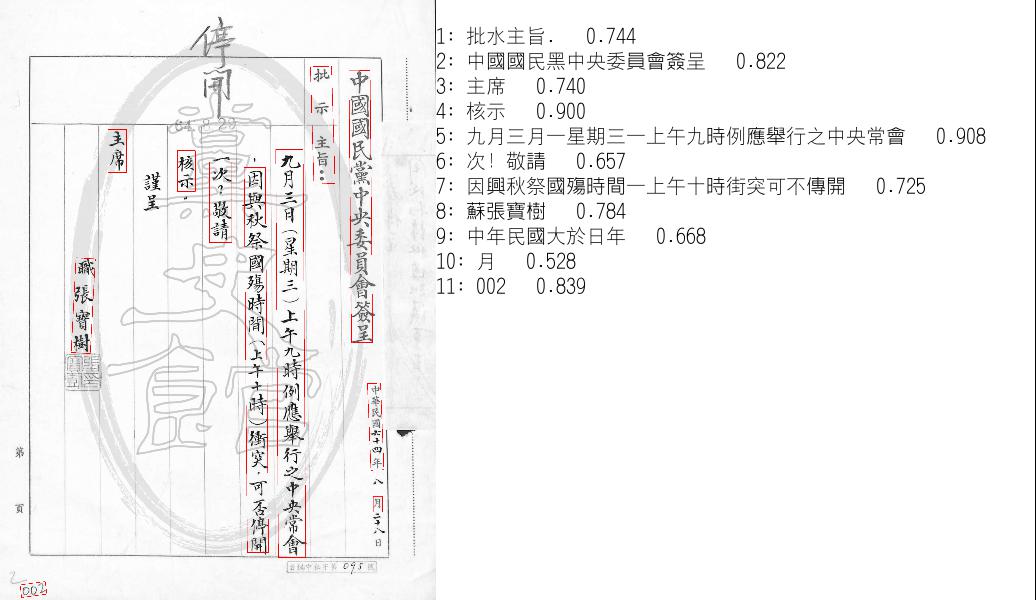 停開
64.8.29
中國國民黨中央委員會簽呈
中華民國六十四年八月二十八日
批示
主旨：
九月三日(星期三)上午九時例應舉行之中央常會
，因與秋祭國殤時間(上午十時)衝突，可否停開
一次？敬請
核示。
謹呈
主席
職張寶樹
第 頁
002
1: 批水主旨. 0.744
2: 中國國民黑中央委員會簽呈 0.822
3: 主席 0.740
4: 核示 0.900
5: 九月三月一星期三一上午九時例應舉行之中央常會 0.908
6: 次! 敬請 0.657
7: 因興秋祭國殤時間一上午十時街突可不傳開 0.725
8: 蘇張寶樹 0.784
9: 中年民國大於日年 0.668
10: 月 0.528
11: 002 0.839